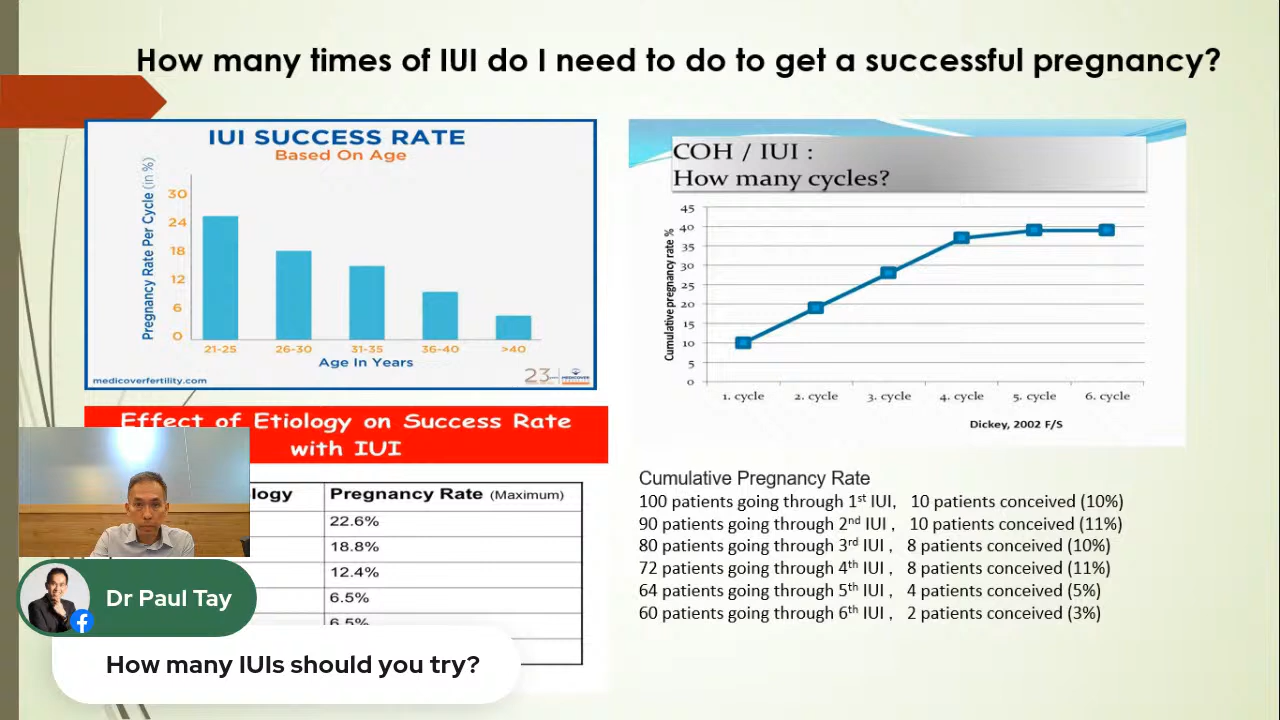 How many times of IUI do I need to do to get a successful pregnancy?
IUI SUCCESS RATE
Based On Age
Pregnancy Rate Per Cycle (in %)
30
24
18
12
6
0
21-25 26-30 31-35 36-40 >40
Age In Years
medicoverfertility.com
23
MEDICOVER
COH / IUI :
How many cycles?
Cumulative pregnancy rate %
45
40
35
30
25
20
15
10
5
0
1. cycle 2. cycle 3. cycle 4. cycle 5. cycle 6. cycle
Dickey, 2002 F/S
Effect of Etiology on Success Rate
with IUI
logy Pregnancy Rate (Maximum)
22.6%
18.8%
12.4%
6.5%
6.5%
Cumulative Pregnancy Rate
100 patients going through 1st IUI, 10 patients conceived (10%)
90 patients going through 2nd IUI , 10 patients conceived (11%)
80 patients going through 3rd IUI , 8 patients conceived (10%)
72 patients going through 4th IUI , 8 patients conceived (11%)
64 patients going through 5th IUI , 4 patients conceived (5%)
60 patients going through 6th IUI , 2 patients conceived (3%)
Dr Paul Tay
How many IUIs should you try?